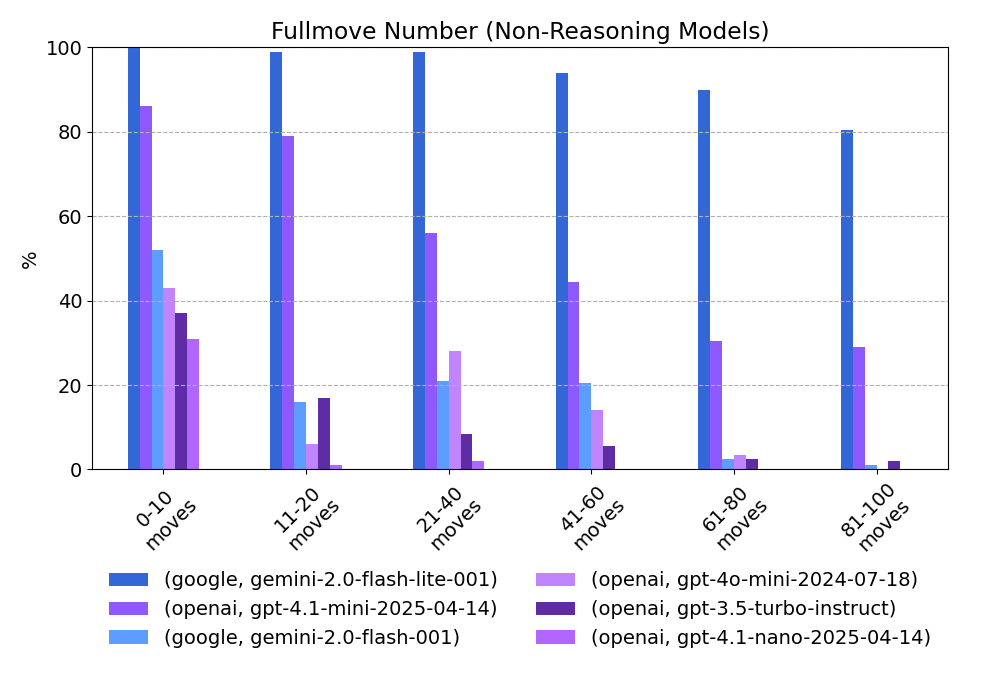 Fullmove Number (Non-Reasoning Models)
100
80
60
40
20
0
%
0-10
moves
11-20
moves
21-40
moves
41-60
moves
61-80
moves
81-100
moves
(google, gemini-2.0-flash-lite-001)
(openai, gpt-4.1-mini-2025-04-14)
(google, gemini-2.0-flash-001)
(openai, gpt-4o-mini-2024-07-18)
(openai, gpt-3.5-turbo-instruct)
(openai, gpt-4.1-nano-2025-04-14)